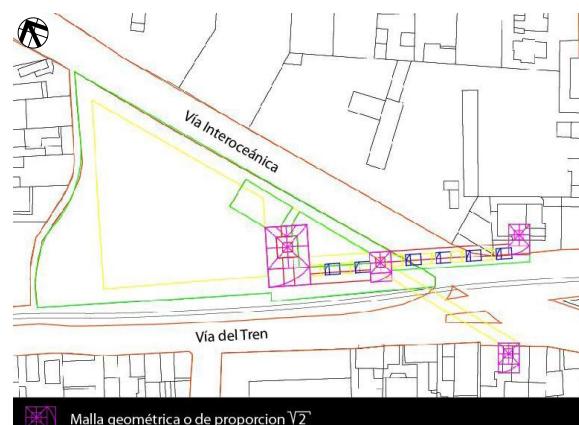 Vía Interoceánica
Vía del Tren
Malla geométrica o de proporcion √2